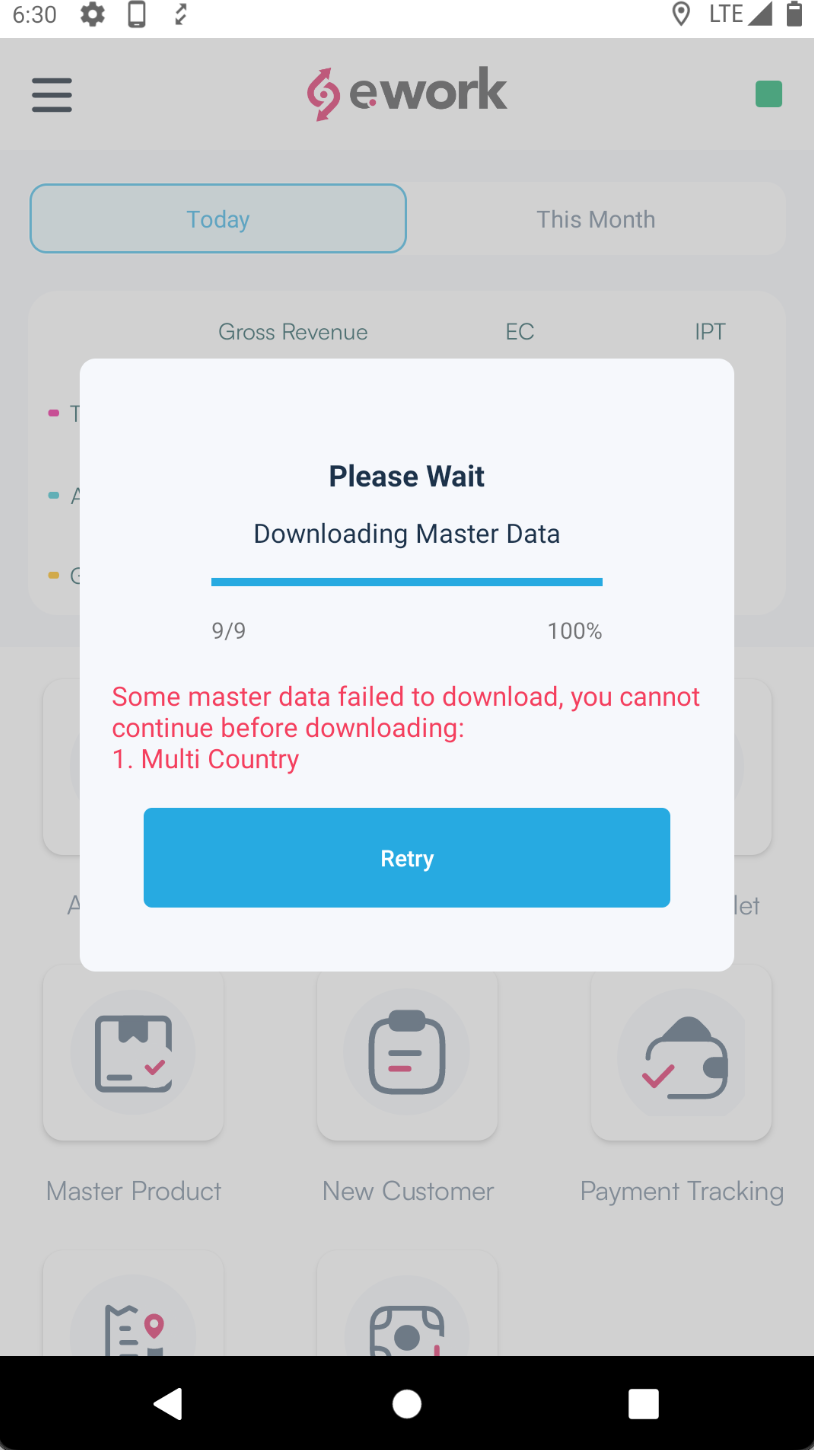 6:30 LTE
e.work
Today This Month
Gross Revenue EC IPT
Please Wait
Downloading Master Data
9/9 100%
Some master data failed to download, you cannot
continue before downloading:
1. Multi Country
Retry
Master Product New Customer Payment Tracking